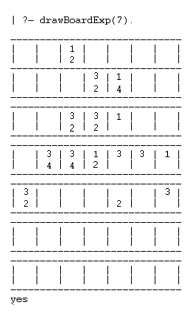 | ?- drawBoardExp(7).
---------------------
|   |   | 1 |   |   |   |   |
|   |   | 2 |   |   |   |   |
---------------------
|   |   |   | 3 | 1 |   |   |
|   |   |   | 2 | 4 |   |   |
---------------------
|   |   | 3 | 3 | 1 |   |   |
|   |   | 2 | 2 |   |   |   |
---------------------
|   | 3 | 3 | 1 | 3 | 3 | 1 |
|   | 4 | 4 | 2 |   |   |   |
---------------------
| 3 |   |   |   |   |   | 3 |
| 2 |   |   |   | 2 |   |   |
---------------------
|   |   |   |   |   |   |   |
|   |   |   |   |   |   |   |
---------------------
|   |   |   |   |   |   |   |
|   |   |   |   |   |   |   |
---------------------
yes